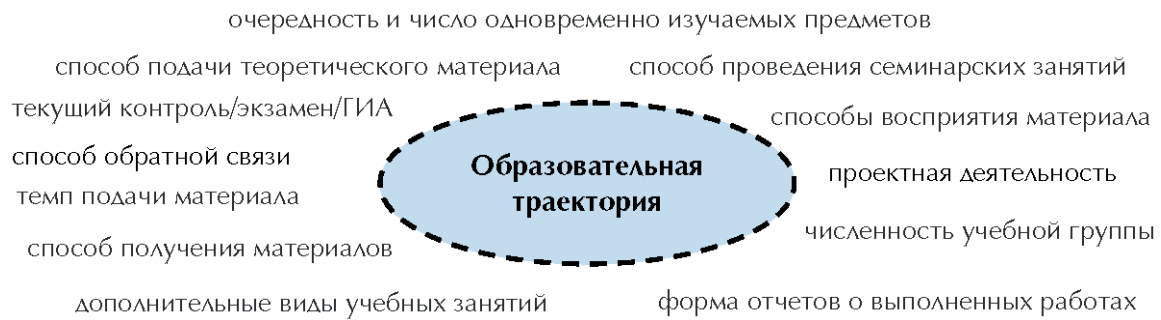 очередность и число одновременно изучаемых предметов
способ подачи теоретического материала
способ проведения семинарских занятий
текущий контроль/экзамен/ГИА
способы восприятия материала
способ обратной связи
Образовательная
траектория
проектная деятельность
темп подачи материала
численность учебной группы
способ получения материалов
дополнительные виды учебных занятий
форма отчетов о выполненных работах